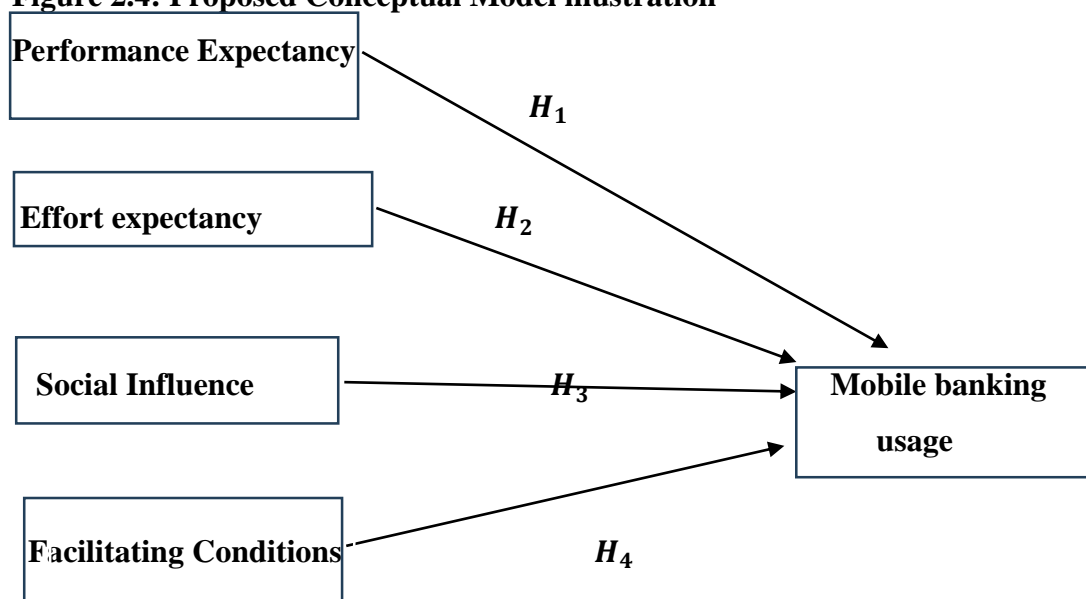 Figure 2.4: Proposed Conceptual Model illustration
Performance Expectancy
H₁
Effort expectancy
H₂
Social Influence
H₃
Mobile banking
usage
Facilitating Conditions
H₄